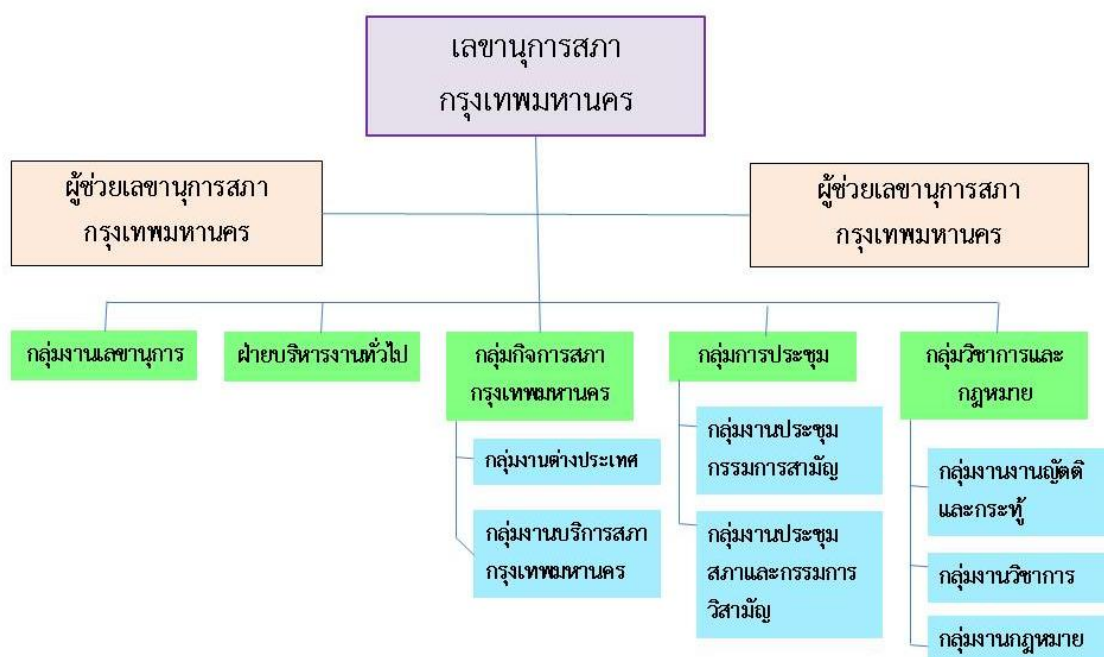 เลขานุการสภา
กรุงเทพมหานคร
ผู้ช่วยเลขานุการสภา
กรุงเทพมหานคร
ผู้ช่วยเลขานุการสภา
กรุงเทพมหานคร
กลุ่มงานเลขานุการ
ฝ่ายบริหารงานทั่วไป
กลุ่มกิจการสภา
กรุงเทพมหานคร
กลุ่มงานต่างประเทศ
กลุ่มงานบริการสภา
กรุงเทพมหานคร
กลุ่มการประชุม
กลุ่มงานประชุม
กรรมการสามัญ
กลุ่มงานประชุม
สภาและกรรมการ
วิสามัญ
กลุ่มวิชาการและ
กฎหมาย
กลุ่มงานงานญัตติ
และกระทู้
กลุ่มงานวิชาการ
กลุ่มงานกฎหมาย